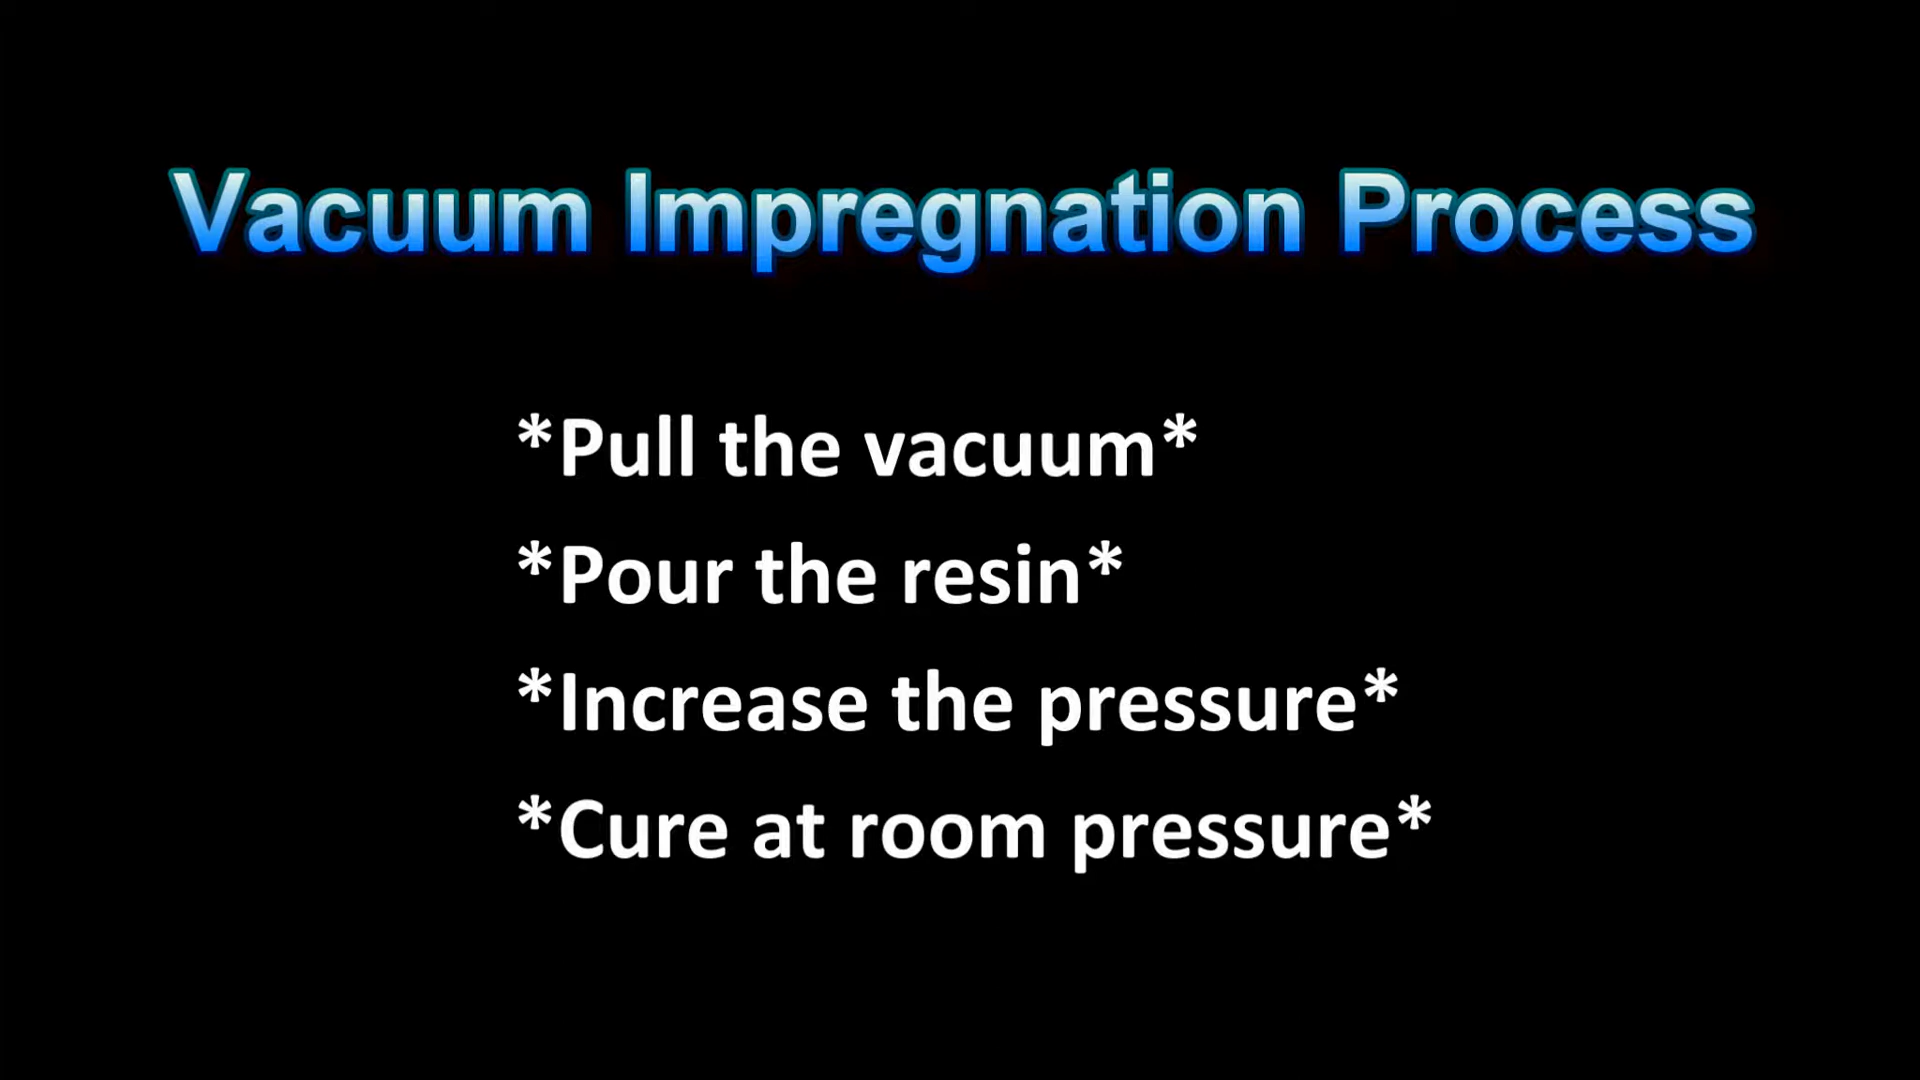 Vacuum Impregnation Process
*Pull the vacuum*
*Pour the resin*
*Increase the pressure*
*Cure at room pressure*